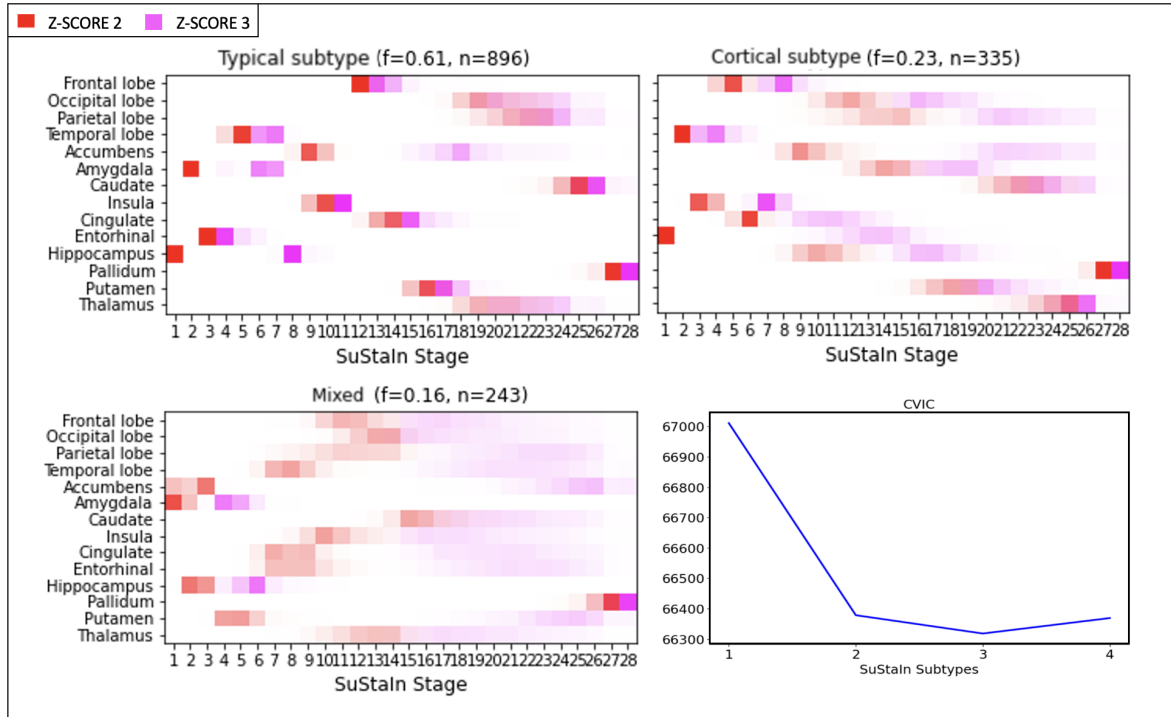 Z-SCORE 2 Z-SCORE 3
Typical subtype (f=0.61, n=896)
Frontal lobe
Occipital lobe
Parietal lobe
Temporal lobe
Accumbens
Amygdala
Caudate
Insula
Cingulate
Entorhinal
Hippocampus
Pallidum
Putamen
Thalamus
1 2 3 4 5 6 7 8 9 10 11 12 13 14 15 16 17 18 19 20 21 22 23 24 25 26 27 28
SuStaIn Stage
Cortical subtype (f=0.23, n=335)
1 2 3 4 5 6 7 8 9 10 11 12 13 14 15 16 17 18 19 20 21 22 23 24 25 26 27 28
SuStaIn Stage
Mixed (f=0.16, n=243)
Frontal lobe
Occipital lobe
Parietal lobe
Temporal lobe
Accumbens
Amygdala
Caudate
Insula
Cingulate
Entorhinal
Hippocampus
Pallidum
Putamen
Thalamus
1 2 3 4 5 6 7 8 9 10 11 12 13 14 15 16 17 18 19 20 21 22 23 24 25 26 27 28
SuStaIn Stage
CVIC
67000
66900
66800
66700
66600
66500
66400
66300
1 2 3 4
SuStaIn Subtypes